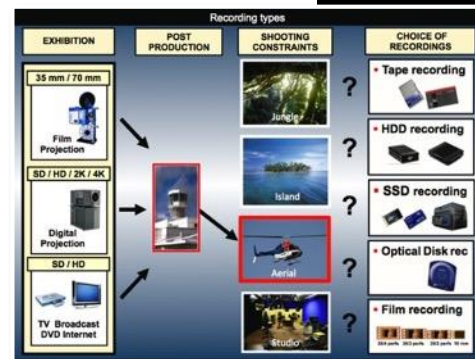 Recording types
EXHIBITION
POST
PRODUCTION
SHOOTING
CONSTRAINTS
CHOICE OF
RECORDINGS
35 mm / 70 mm
Film
Projection
SD / HD / 2K / 4K
Digital
Projection
SD / HD
TV Broadcast
DVD Internet
Jungle
?
Island
?
Aerial
?
Studio
?
• Tape recording
• HDD recording
• SSD recording
• Optical Disk rec
• Film recording